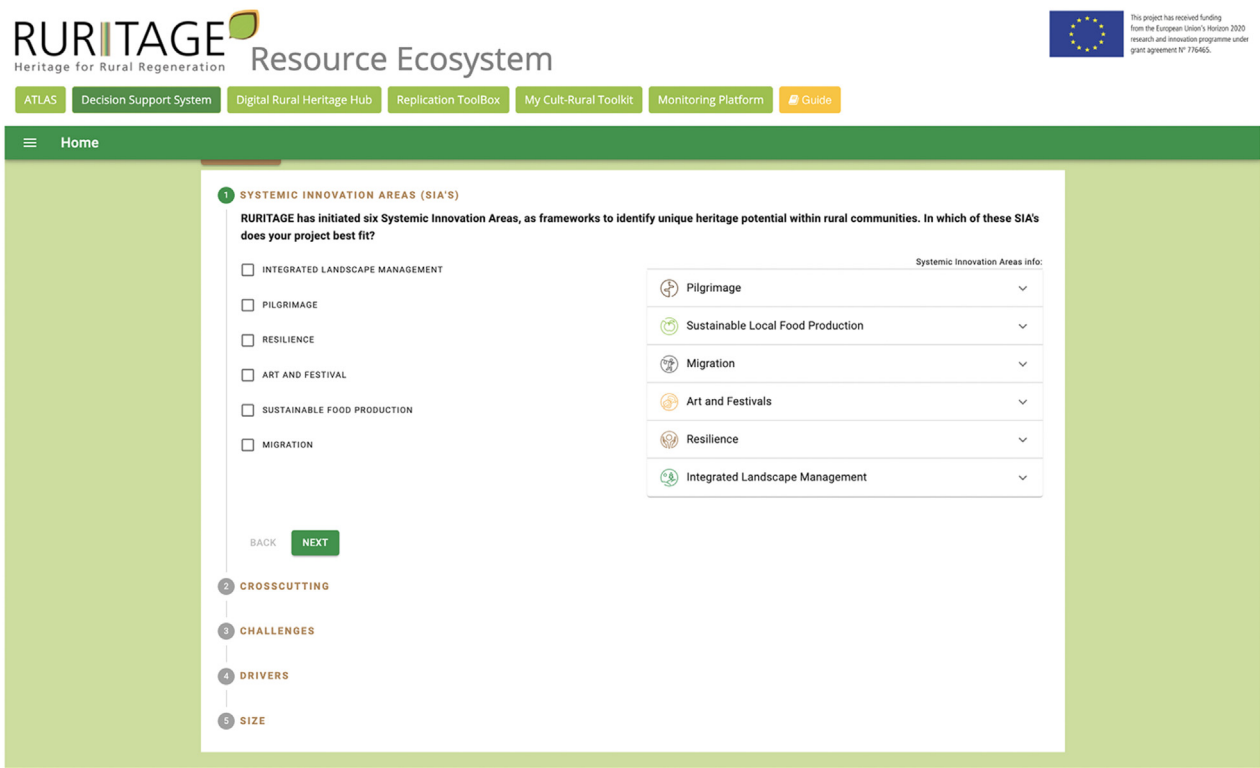 RURITAGE
Heritage for Rural Regeneration
Resource Ecosystem
This project has received funding
from the European Union's Horizon 2020
research and innovation programme under
grant agreement N° 776465.
ATLAS
Decision Support System
Digital Rural Heritage Hub
Replication ToolBox
My Cult-Rural Toolkit
Monitoring Platform
Guide
Home
1 SYSTEMIC INNOVATION AREAS (SIA'S)
RURITAGE has initiated six Systemic Innovation Areas, as frameworks to identify unique heritage potential within rural communities. In which of these SIA's
does your project best fit?
INTEGRATED LANDSCAPE MANAGEMENT
PILGRIMAGE
RESILIENCE
ART AND FESTIVAL
SUSTAINABLE FOOD PRODUCTION
MIGRATION
Systemic Innovation Areas info:
Pilgrimage
Sustainable Local Food Production
Migration
Art and Festivals
Resilience
Integrated Landscape Management
BACK
NEXT
2 CROSSCUTTING
3 CHALLENGES
4 DRIVERS
5 SIZE